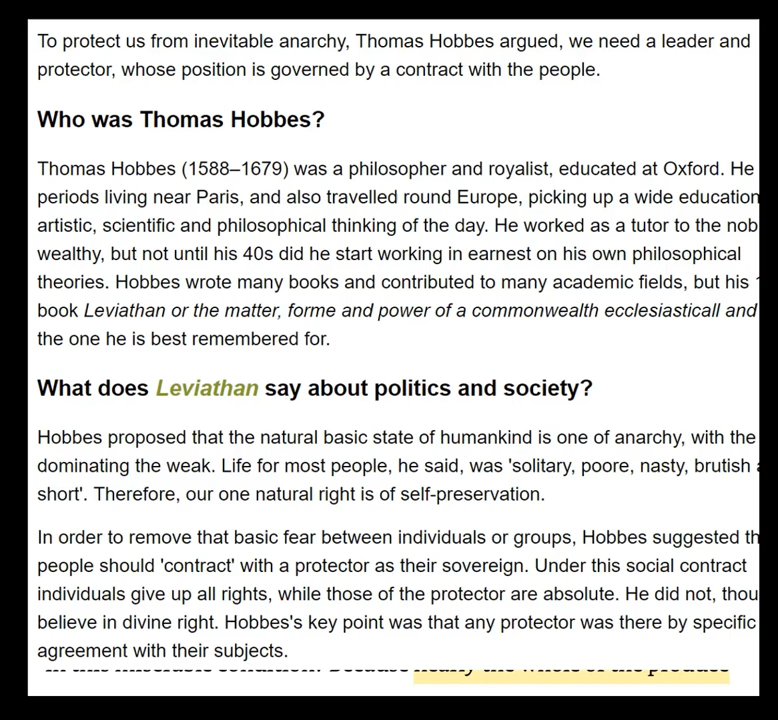 To protect us from inevitable anarchy, Thomas Hobbes argued, we need a leader and
protector, whose position is governed by a contract with the people.
Who was Thomas Hobbes?
Thomas Hobbes (1588–1679) was a philosopher and royalist, educated at Oxford. He
periods living near Paris, and also travelled round Europe, picking up a wide education
artistic, scientific and philosophical thinking of the day. He worked as a tutor to the nob
wealthy, but not until his 40s did he start working in earnest on his own philosophical
theories. Hobbes wrote many books and contributed to many academic fields, but his
book Leviathan or the matter, forme and power of a commonwealth ecclesiasticall and
the one he is best remembered for.
What does Leviathan say about politics and society?
Hobbes proposed that the natural basic state of humankind is one of anarchy, with the
dominating the weak. Life for most people, he said, was 'solitary, poore, nasty, brutish
short'. Therefore, our one natural right is of self-preservation.
In order to remove that basic fear between individuals or groups, Hobbes suggested th
people should 'contract' with a protector as their sovereign. Under this social contract
individuals give up all rights, while those of the protector are absolute. He did not, thou
believe in divine right. Hobbes's key point was that any protector was there by specific
agreement with their subjects.